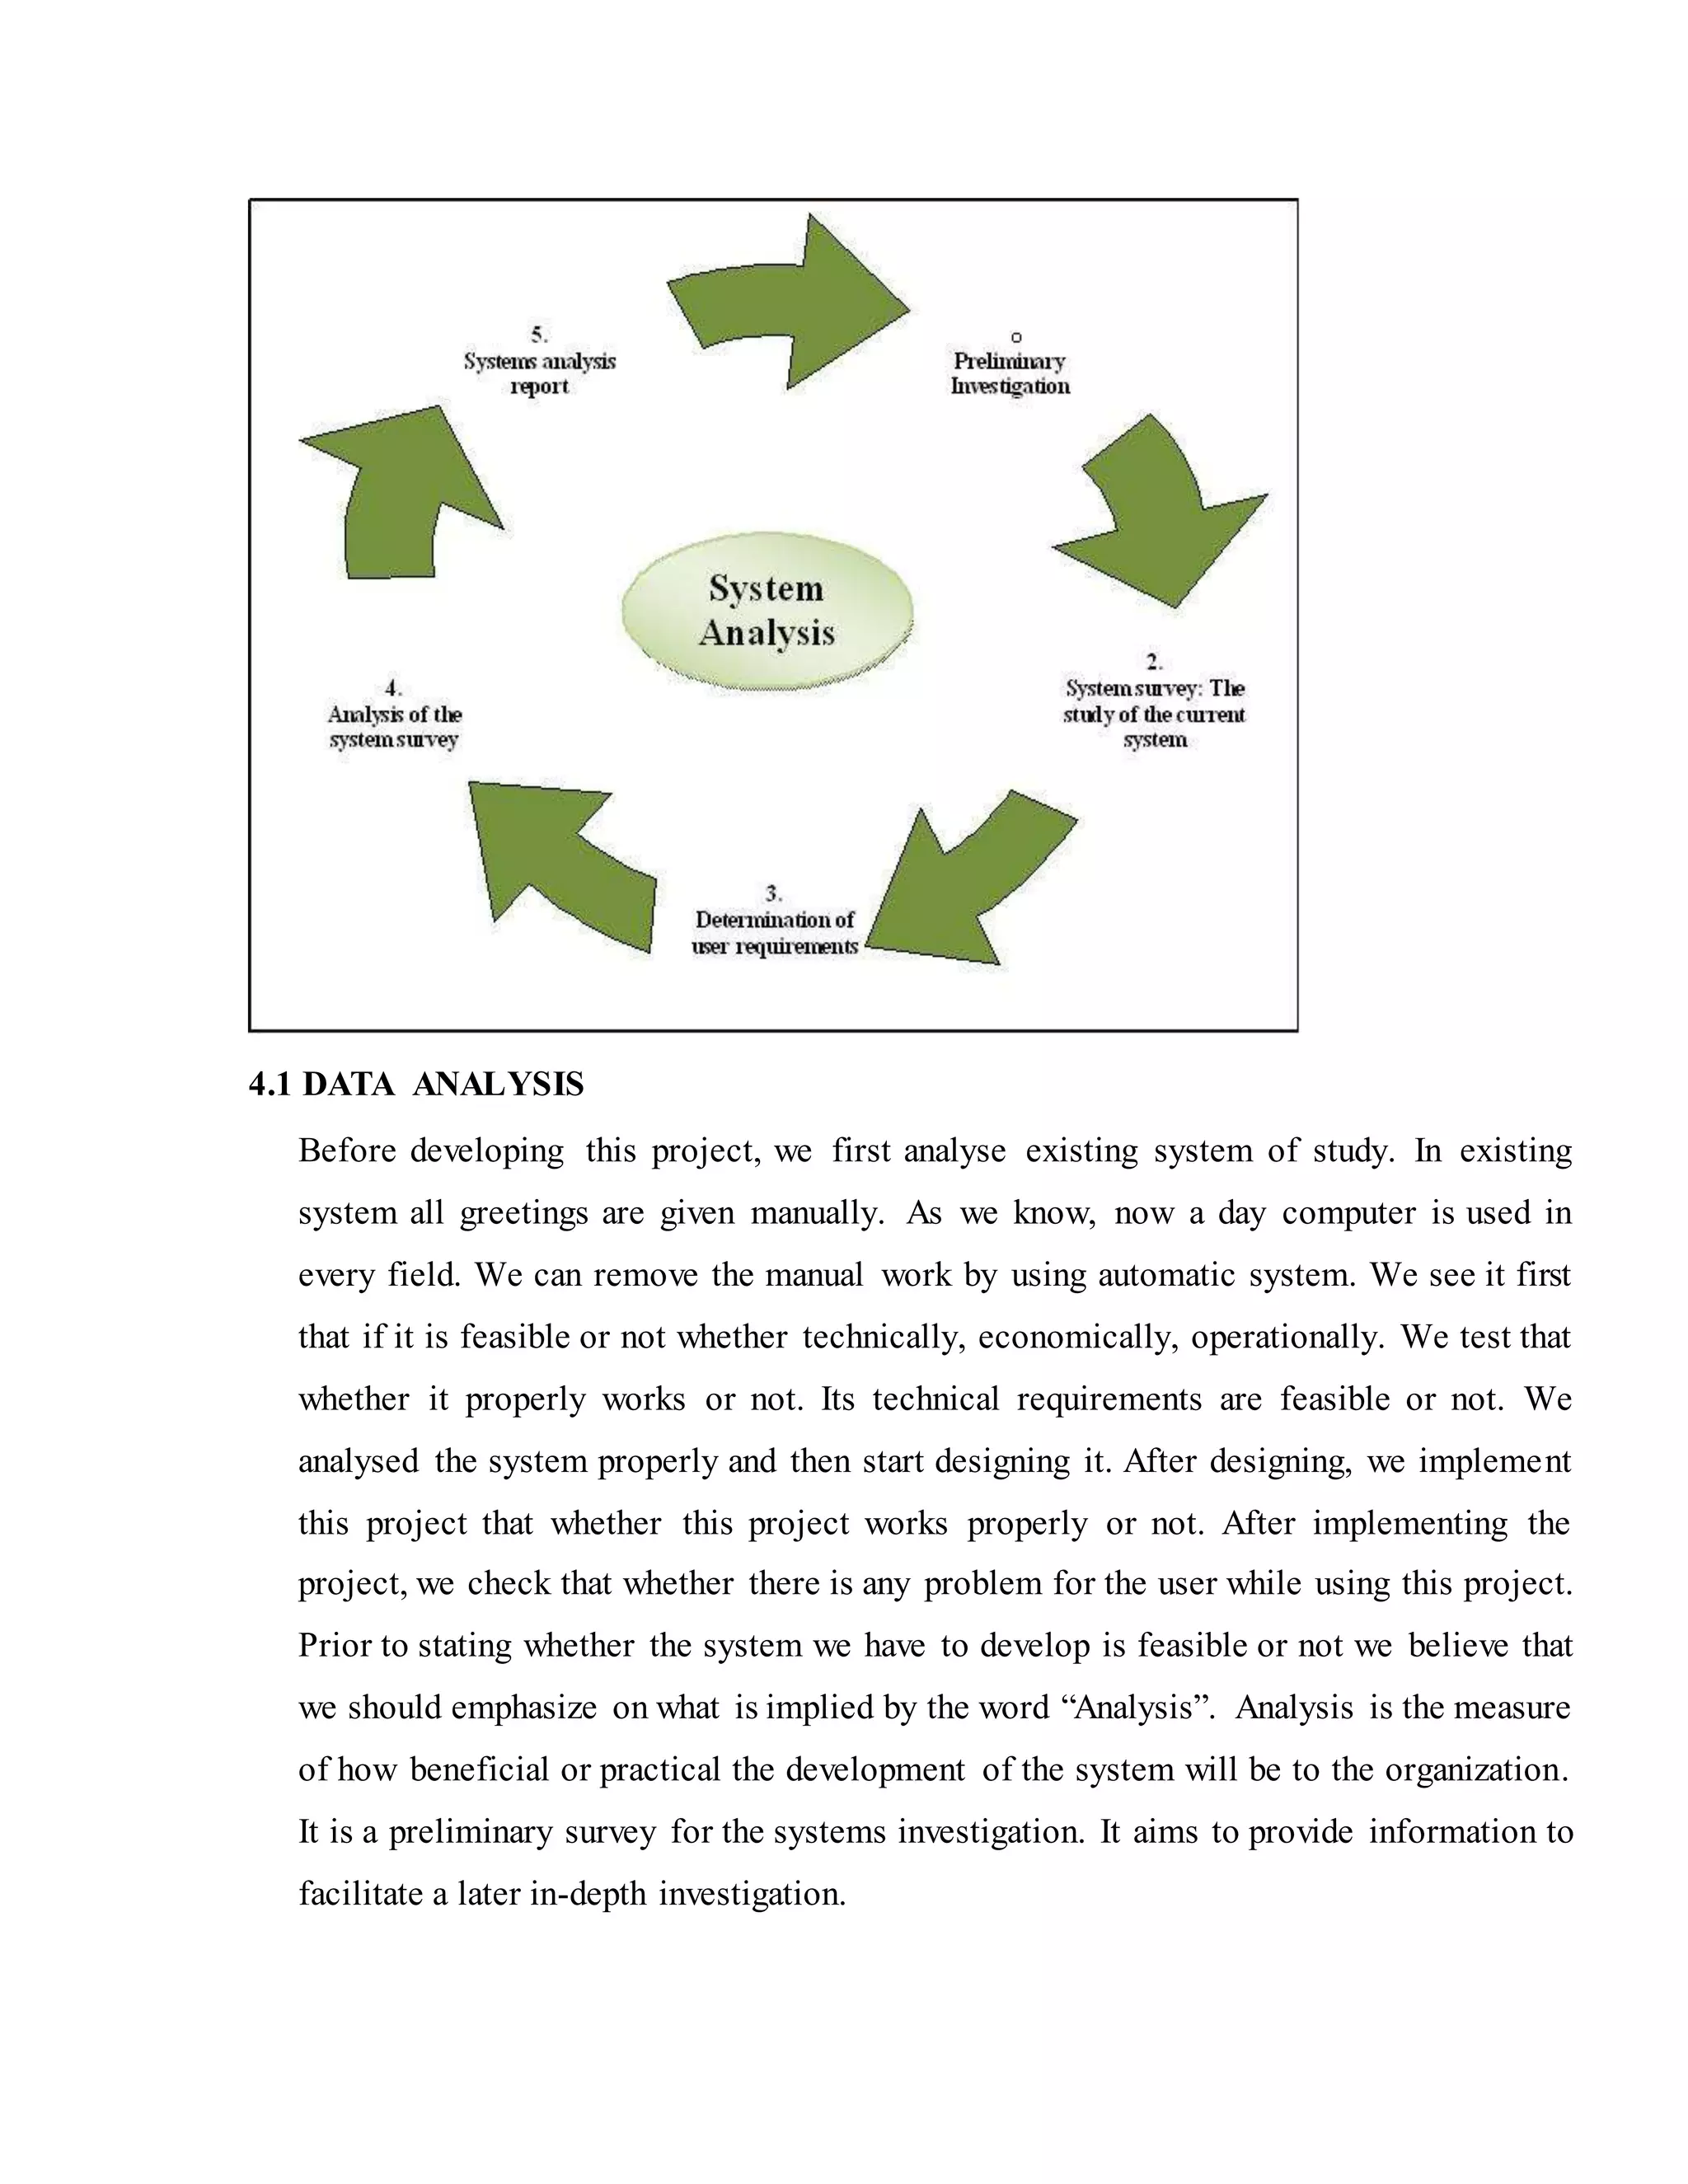 5.
Systems analysis
report
o
Preliminary
Investigation
System
Analysis
2.
System survey: The
study of the current
system
4.
Analysis of the
system survey
3.
Determination of
user requirements
4.1 DATA ANALYSIS
Before developing this project, we first analyse existing system of study. In existing
system all greetings are given manually. As we know, now a day computer is used in
every field. We can remove the manual work by using automatic system. We see it first
that if it is feasible or not whether technically, economically, operationally. We test that
whether it properly works or not. Its technical requirements are feasible or not. We
analysed the system properly and then start designing it. After designing, we implement
this project that whether this project works properly or not. After implementing the
project, we check that whether there is any problem for the user while using this project.
Prior to stating whether the system we have to develop is feasible or not we believe that
we should emphasize on what is implied by the word “Analysis”. Analysis is the measure
of how beneficial or practical the development of the system will be to the organization.
It is a preliminary survey for the systems investigation. It aims to provide information to
facilitate a later in-depth investigation.